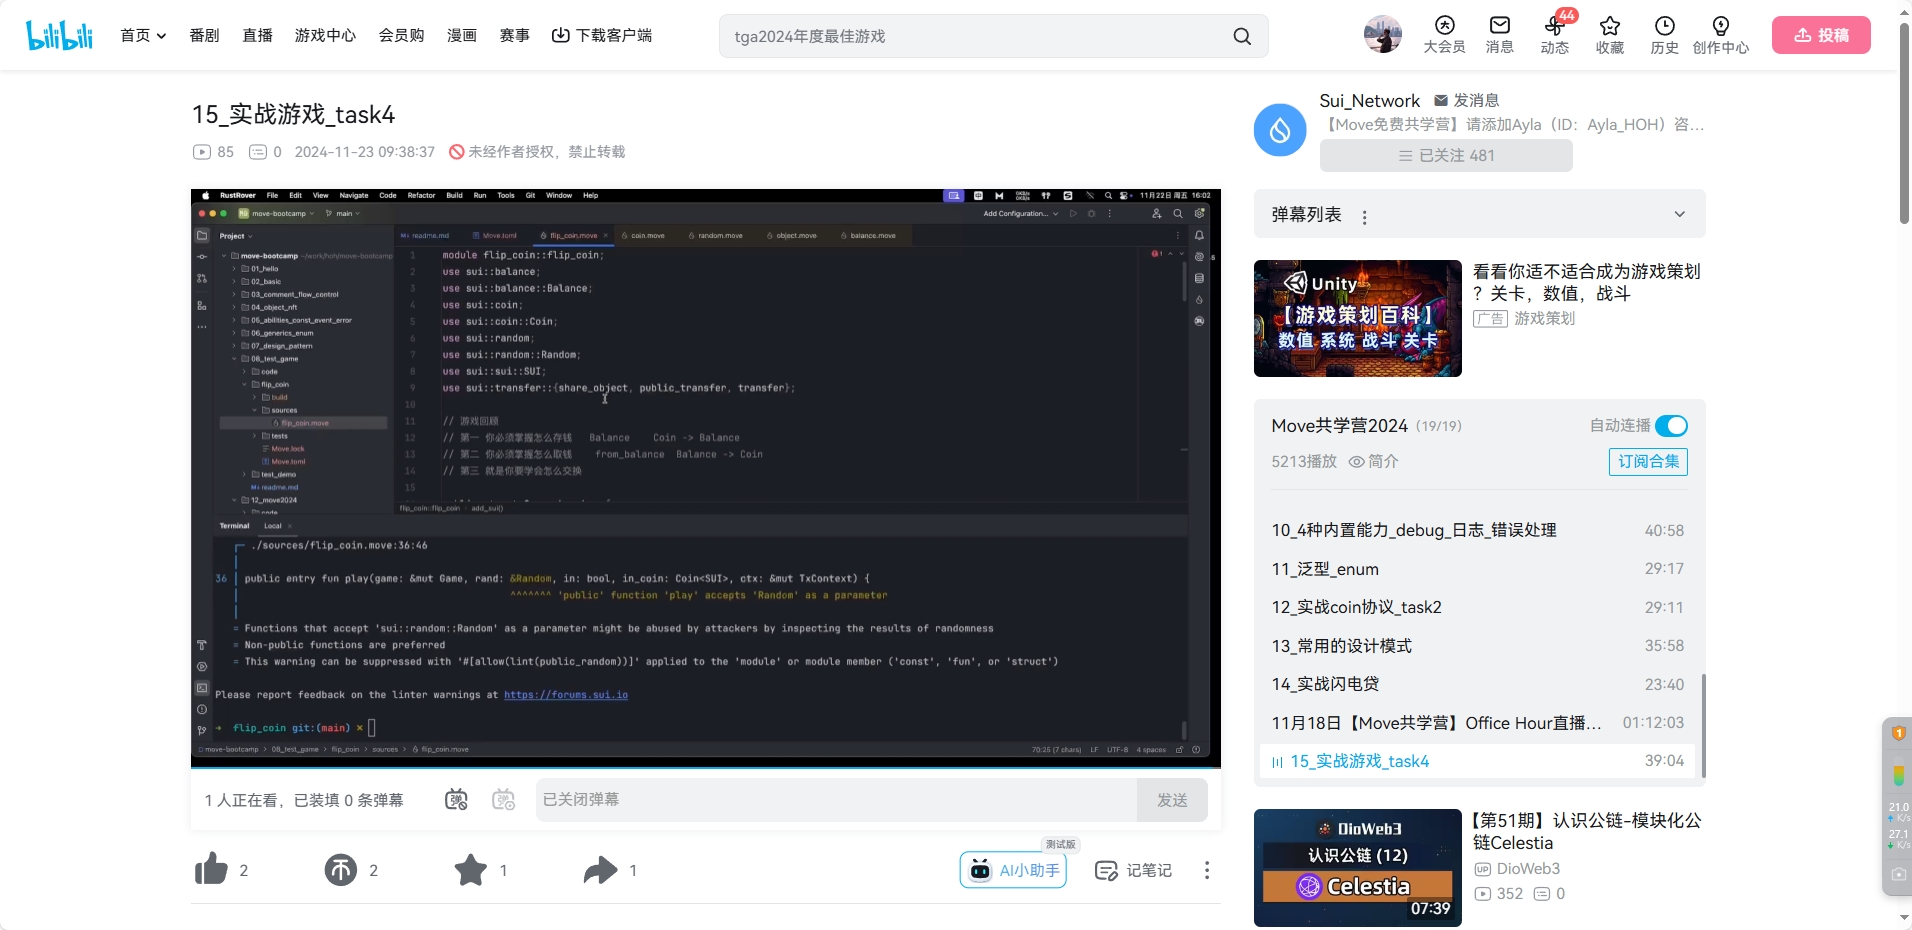 bilibili
首页
番剧
直播
游戏中心
会员购
漫画
赛事
下载客户端
tga2024年度最佳游戏
大会员
消息
44
动态
收藏
历史
创作中心
投稿
15_实战游戏_task4
85
0
2024-11-23 09:38:37
未经作者授权，禁止转载
RustRover File Edit View Navigate Code Refactor Build Run Tools Git Window Help
11月22日 周五 16:02
move-bootcamp
main
Add Configuration...
Project
readme.md
Move.toml
flip_coin.move
coin.move
random.move
object.move
balance.move
move-bootcamp ~/work/hoh/move-bootcamp
01_hello
02_basic
03_comment_flow_control
04_object_nft
05_abilities_const_event_error
06_generics_enum
07_design_pattern
08_test_game
code
flip_coin
build
sources
flip_coin.move
tests
Move.lock
Move.toml
test_demo
readme.md
12_move2024
code
1 module flip_coin::flip_coin;
2 use sui::balance;
3 use sui::balance::Balance;
4 use sui::coin;
5 use sui::coin::Coin;
6 use sui::random;
7 use sui::random::Random;
8 use sui::sui::SUI;
9 use sui::transfer::{share_object, public_transfer, transfer};
10
11 // 游戏回顾
12 // 第一 你必须掌握怎么存钱 Balance Coin -> Balance
13 // 第二 你必须掌握怎么取钱 from_balance Balance -> Coin
14 // 第三 就是你要学会怎么交换
15
flip_coin::flip_coin > add_sui()
Terminal Local ×
./sources/flip_coin.move:36:46
36 public entry fun play(game: &mut Game, rand: &Random, in: bool, in_coin: Coin<SUI>, ctx: &mut TxContext) {
^^^^^^^ 'public' function 'play' accepts 'Random' as a parameter
= Functions that accept 'sui::random::Random' as a parameter might be abused by attackers by inspecting the results of randomness
= Non-public functions are preferred
= This warning can be suppressed with '#[allow(lint(public_random))]' applied to the 'module' or module member ('const', 'fun', or 'struct')
Please report feedback on the linter warnings at https://forums.sui.io
➜ flip_coin git:(main) ×
move-bootcamp > 08_test_game > flip_coin > sources > flip_coin.move
70:25 (7 chars) LF UTF-8 4 spaces
1 人正在看，已装填 0 条弹幕
已关闭弹幕
发送
2
2
1
1
测试版
AI小助手
记笔记
Sui_Network
发消息
【Move免费共学营】请添加Ayla（ID：Ayla_HOH）咨…
已关注 481
弹幕列表
Unity
【游戏策划百科】
数值 系统 战斗 关卡
看看你适不适合成为游戏策划
？关卡，数值，战斗
广告 游戏策划
Move共学营2024 (19/19)
自动连播
5213播放
简介
订阅合集
10_4种内置能力_debug_日志_错误处理 40:58
11_泛型_enum 29:17
12_实战coin协议_task2 29:11
13_常用的设计模式 35:58
14_实战闪电贷 23:40
11月18日【Move共学营】Office Hour直播... 01:12:03
15_实战游戏_task4 39:04
DioWeb3
认识公链 (12)
Celestia
07:39
【第51期】认识公链-模块化公
链Celestia
UP DioWeb3
352
0
1
21.0
K/s
27.1
K/s